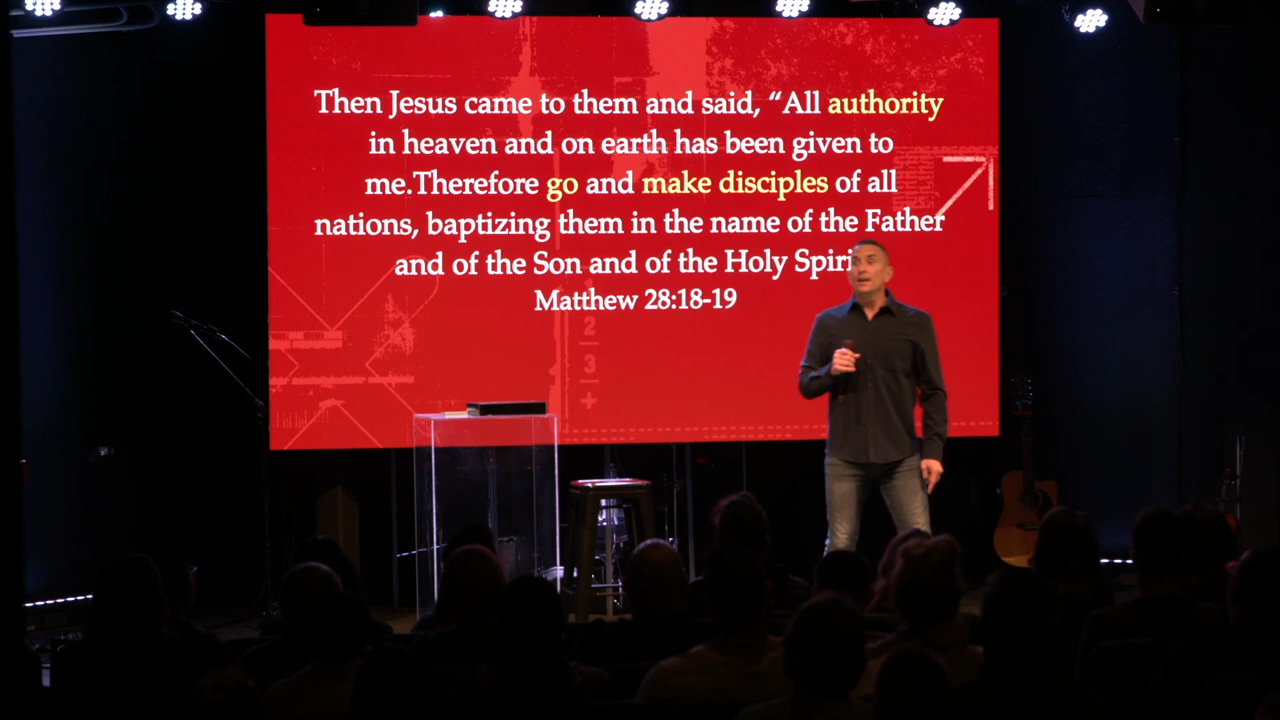 Then Jesus came to them and said, “All authority
in heaven and on earth has been given to
me.Therefore go and make disciples of all
nations, baptizing them in the name of the Father
and of the Son and of the Holy
Matthew 28:18-19
2
3
+